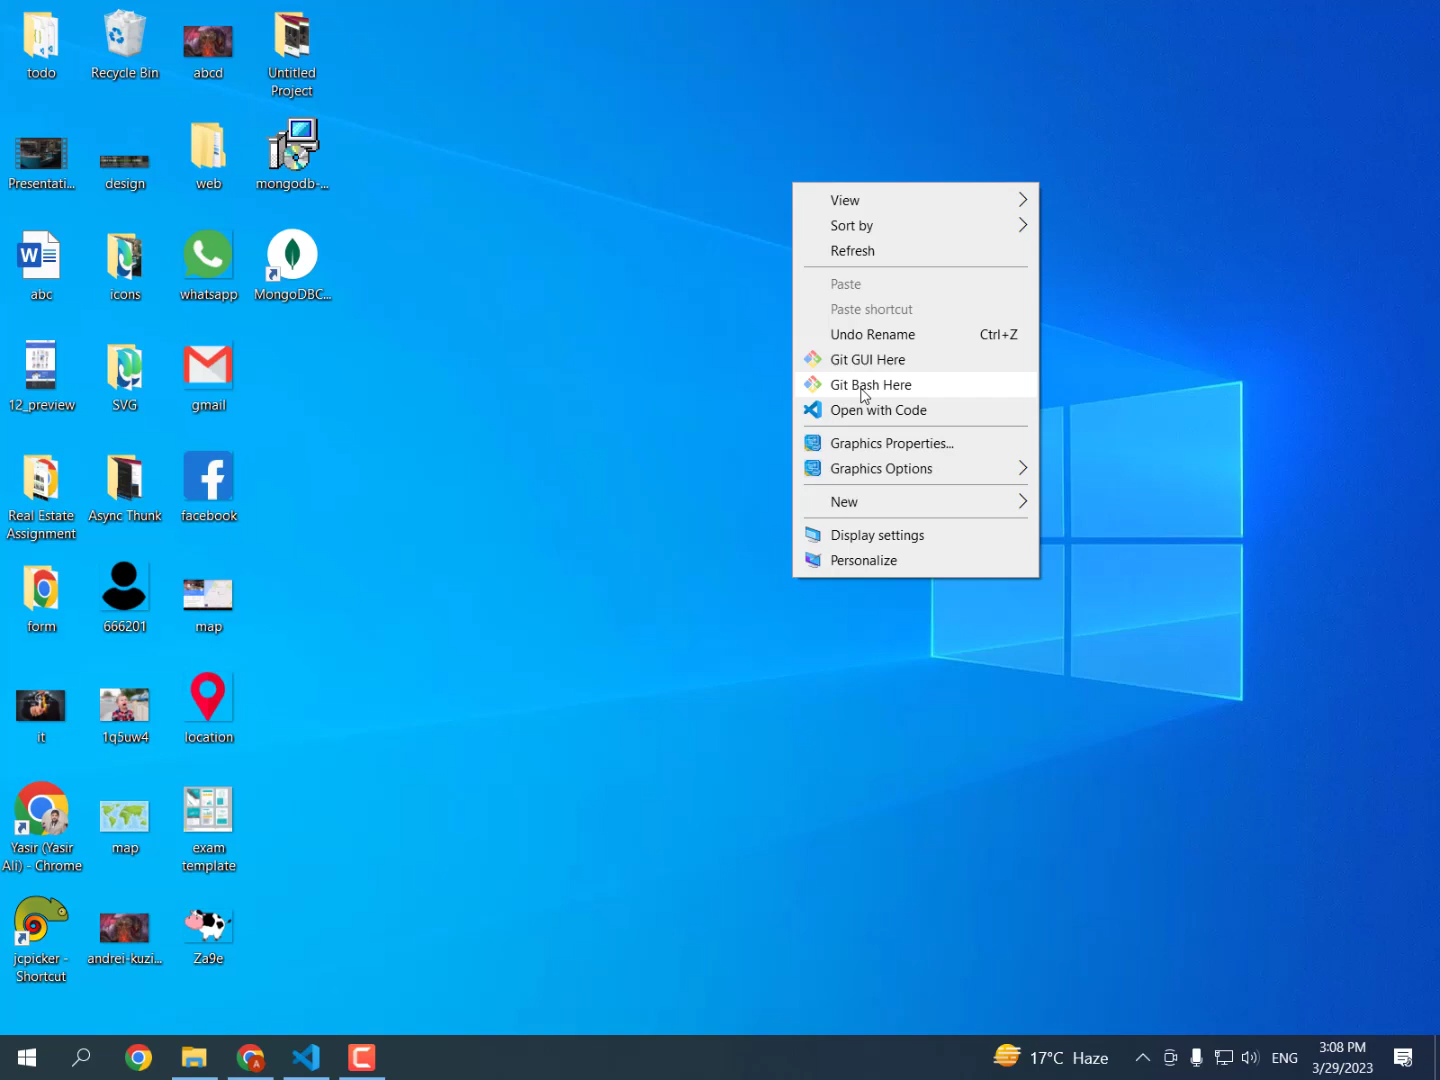 todo
Recycle Bin
abcd
Untitled
Project
Presentati...
design
web
mongodb-...
abc
icons
whatsapp
MongoDBC...
12_preview
SVG
gmail
Real Estate
Assignment
Async Thunk
facebook
form
666201
map
it
1q5uw4
location
Yasir (Yasir
Ali) - Chrome
map
exam
template
jcpicker -
Shortcut
andrei-kuzi...
Za9e
View
Sort by
Refresh
Paste
Paste shortcut
Undo Rename Ctrl+Z
Git GUI Here
Git Bash Here
Open with Code
Graphics Properties...
Graphics Options
New
Display settings
Personalize
17°C Haze
ENG
3:08 PM
3/29/2023